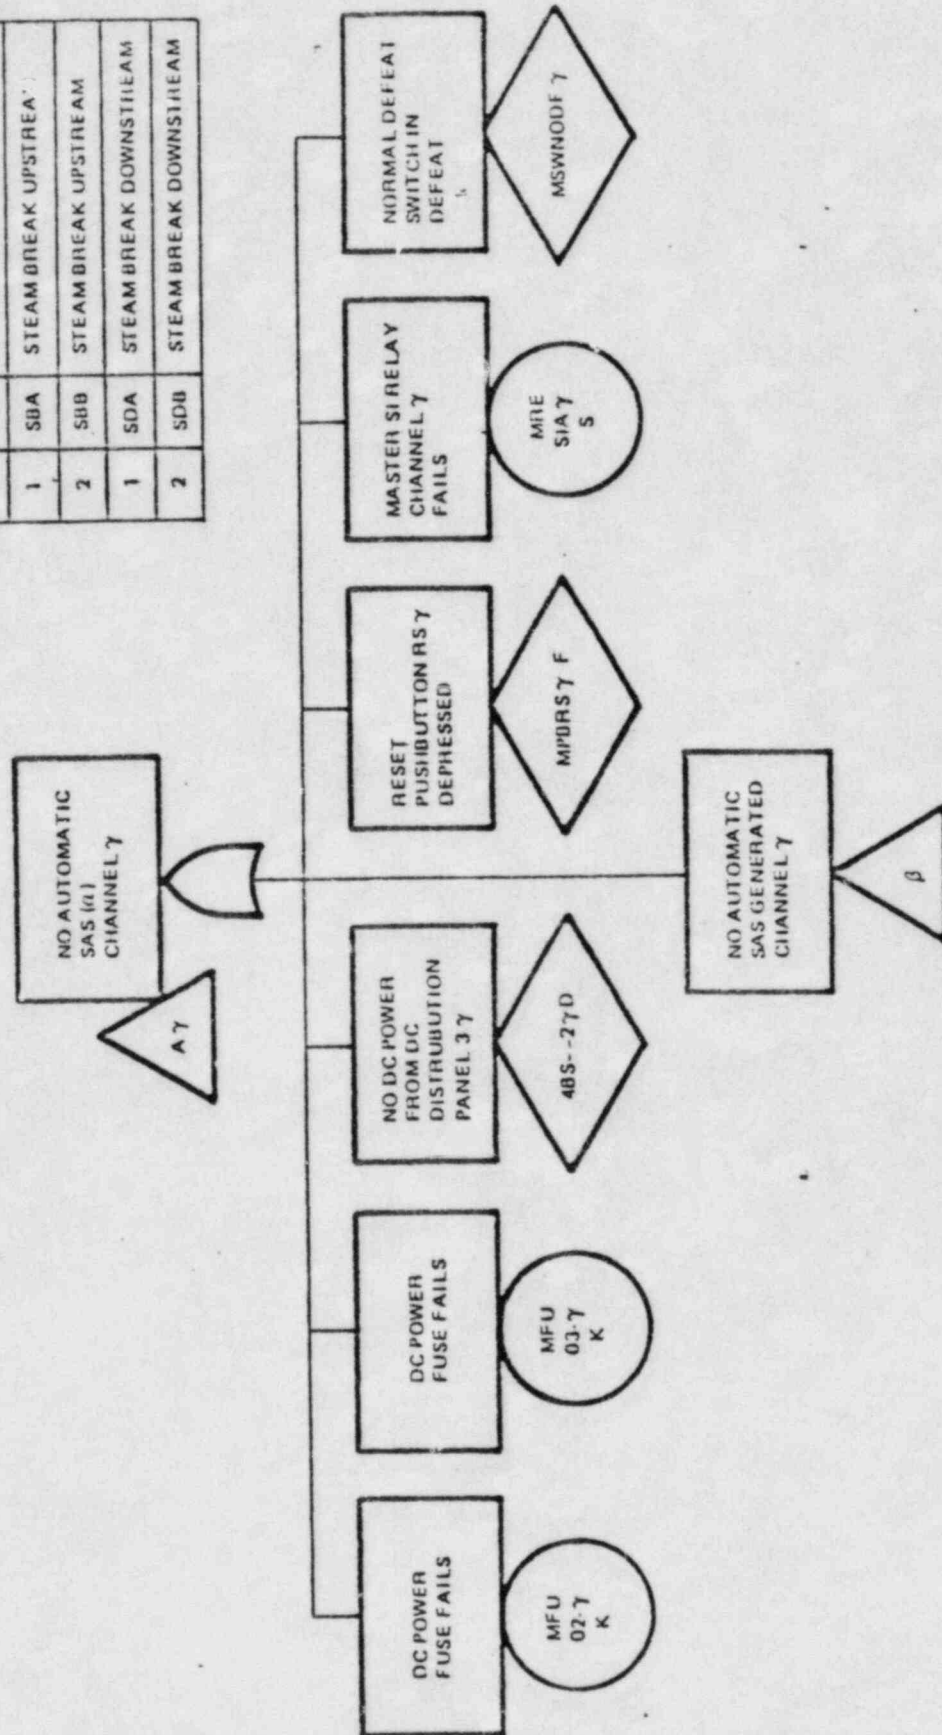 1 SBA STEAM BREAK UPSTREA
2 SBB STEAM BREAK UPSTREAM
1 SDA STEAM BREAK DOWNSTREAM
2 SDB STEAM BREAK DOWNSTREAM
NO AUTOMATIC
SAS (α)
CHANNEL γ
A γ
DC POWER
FUSE FAILS
MFU
02-γ
K
DC POWER
FUSE FAILS
MFU
03-γ
K
NO DC POWER
FROM DC
DISTRUBUTION
PANEL 3 γ
4BS--2γD
RESET
PUSHBUTTON RS γ
DEPRESSED
MPBRS γ F
MASTER SI RELAY
CHANNEL γ
FAILS
MRE
SIA γ
S
NORMAL DEFEAT
SWITCH IN
DEFEAT
MSWNODF γ
NO AUTOMATIC
SAS GENERATED
CHANNEL γ
β